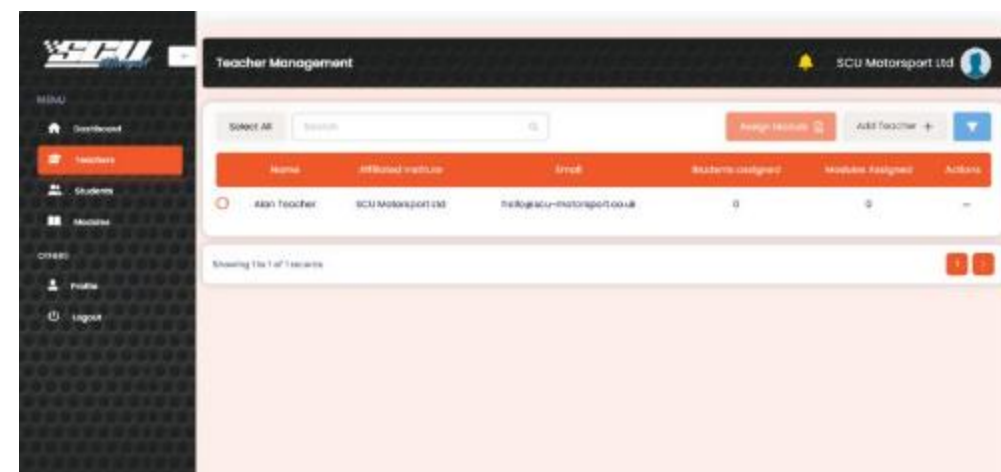 SCU
Teacher Management
SCU Motorsport Ltd
MENU
Dashboard
Teachers
Students
Modules
OTHERS
Profile
Logout
Select All
Search
Assign Module
Add Teacher +
Name Affiliated Institute Email Students Assigned Modules Assigned Actions
Alan Teacher SCU Motorsport Ltd hello@scu-motorsport.co.uk 0 0
Showing 1 to 1 of 1 records
1